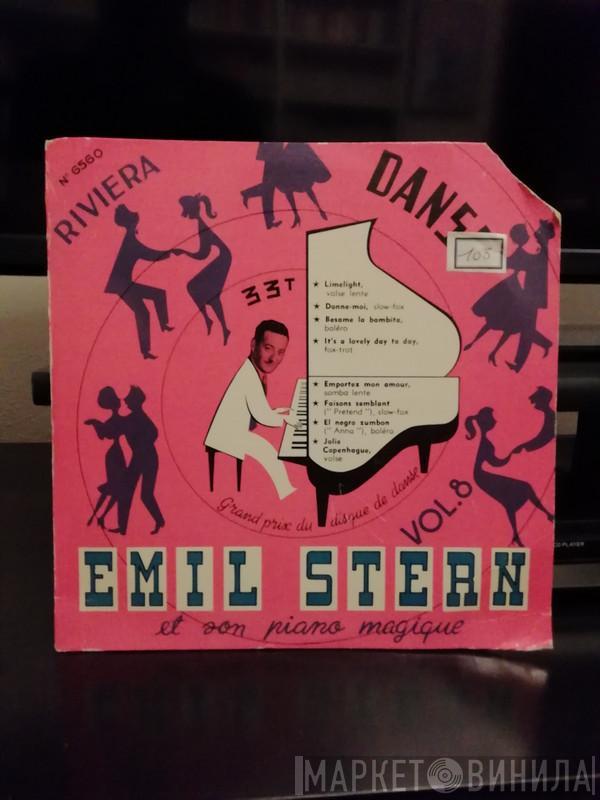 N° 6560
RIVIERA
DANS
105
33T
★ Limelight,
valse lente
★ Donne-moi, slow-fox
★ Besame la bambita,
boléro
★ It's a lovely day to day,
fox-trot
★ Emportez mon amour,
samba lente
★ Faisons semblant
(" Pretend "), slow-fox
★ El negro zumbon
(" Anna "), boléro
★ Jolie
Copenhague,
valse
Grand prix du disque de danse
VOL.8
EMIL STERN
et son piano magique
PLAYER
МАРКЕТ ВИНИЛА